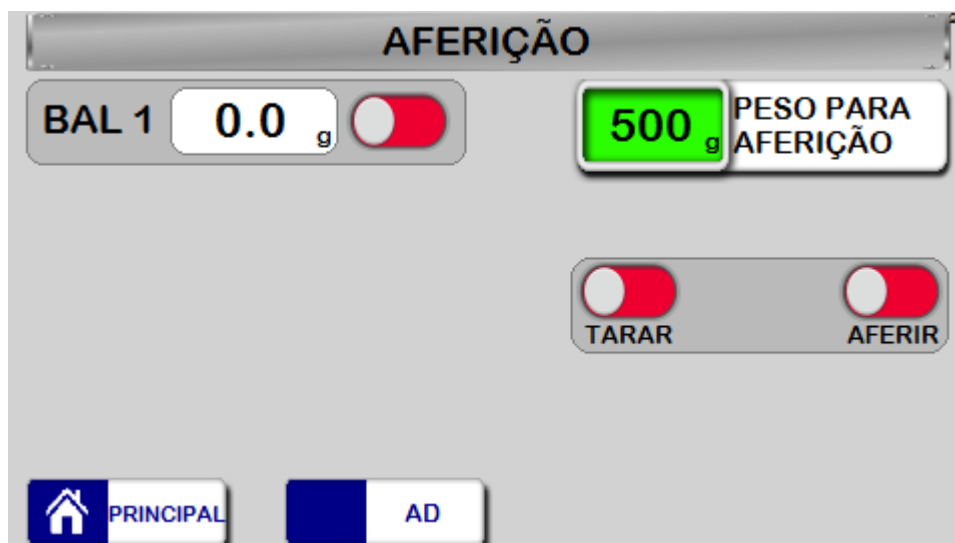 AFERIÇÃO
BAL 1 0.0 g
500 g PESO PARA
AFERIÇÃO
TARAR AFERIR
PRINCIPAL AD